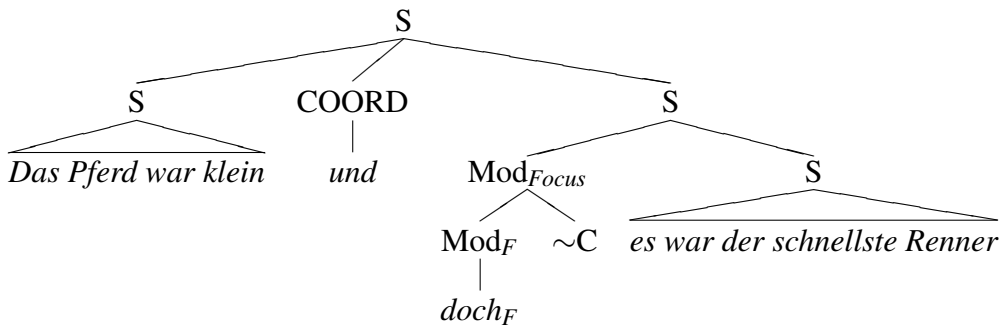 S
S COORD S
Das Pferd war klein und Mod_Focus S
Mod_F ∼C es war der schnellste Renner
doch_F